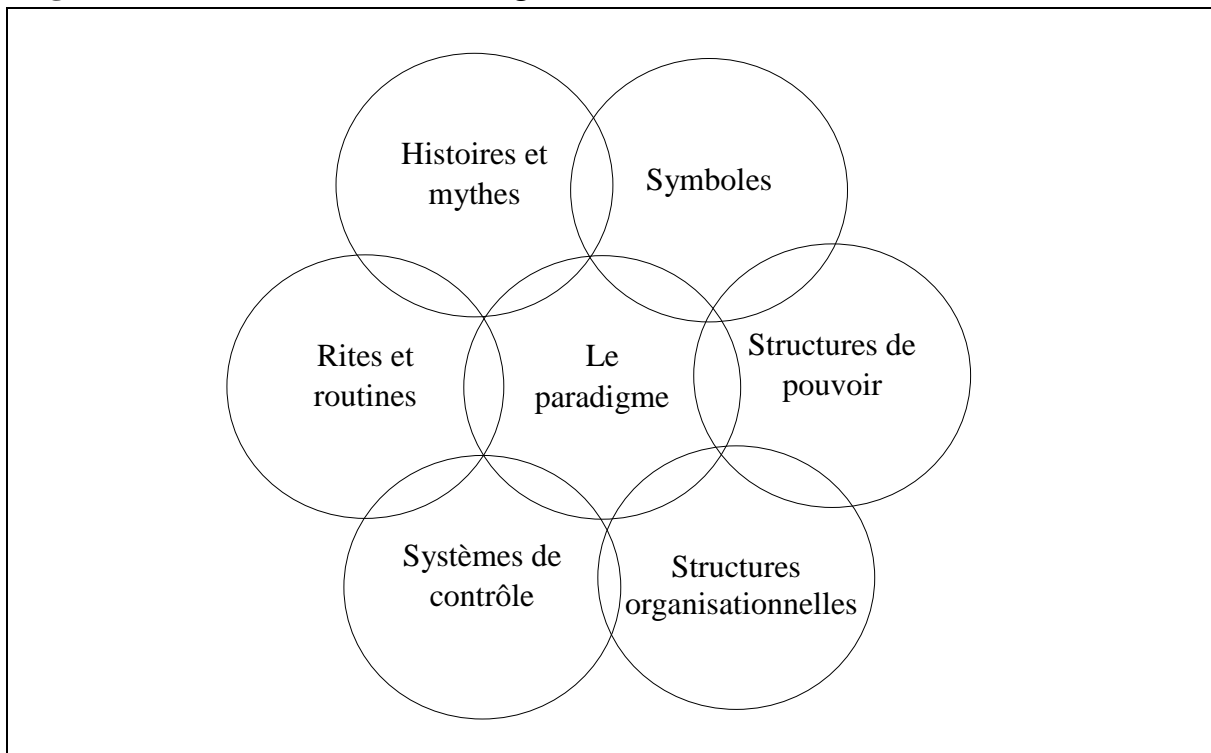 Histoires et
mythes
Symboles
Rites et
routines
Le
paradigme
Structures de
pouvoir
Systèmes de
contrôle
Structures
organisationnelles